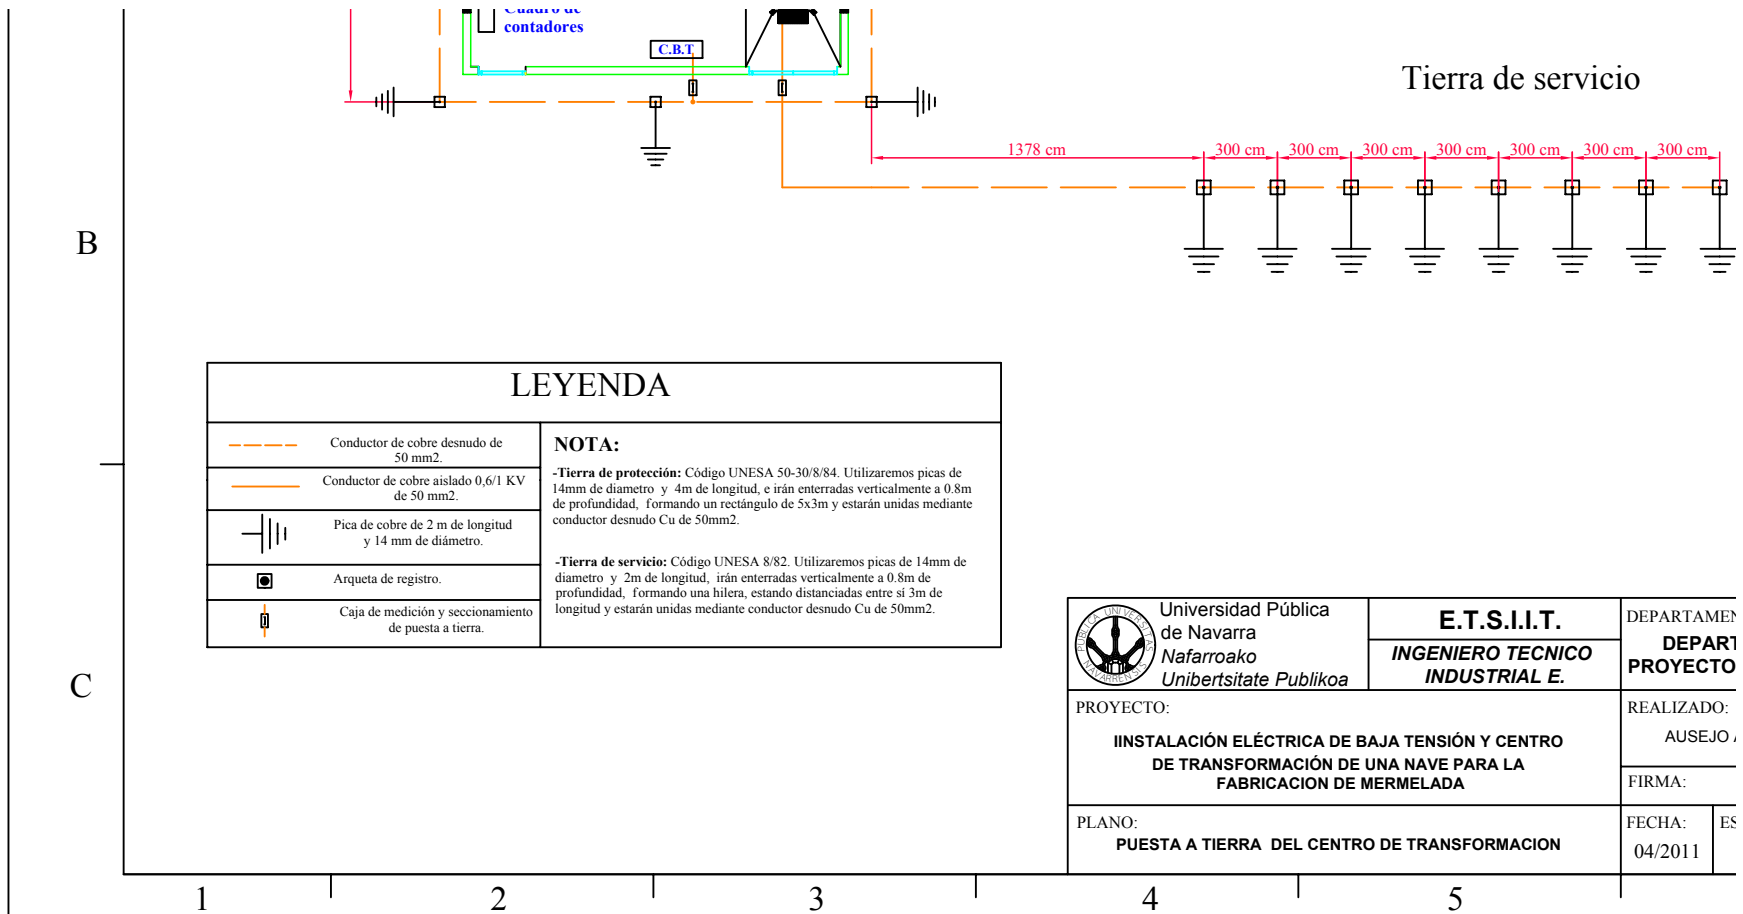 Cuadro de
contadores
C.B.T
Tierra de servicio
1378 cm
300 cm
300 cm
300 cm
300 cm
300 cm
300 cm
300 cm
B
LEYENDA
Conductor de cobre desnudo de
50 mm2.
Conductor de cobre aislado 0,6/1 KV
de 50 mm2.
Pica de cobre de 2 m de longitud
y 14 mm de diámetro.
Arqueta de registro.
Caja de medición y seccionamiento
de puesta a tierra.
NOTA:
-Tierra de protección: Código UNESA 50-30/8/84. Utilizaremos picas de
14mm de diametro y 4m de longitud, e irán enterradas verticalmente a 0.8m
de profundidad, formando un rectángulo de 5x3m y estarán unidas mediante
conductor desnudo Cu de 50mm2.
-Tierra de servicio: Código UNESA 8/82. Utilizaremos picas de 14mm de
diametro y 2m de longitud, irán enterradas verticalmente a 0.8m de
profundidad, formando una hilera, estando distanciadas entre sí 3m de
longitud y estarán unidas mediante conductor desnudo Cu de 50mm2.
C
Universidad Pública
de Navarra
Nafarroako
Unibertsitate Publikoa
E.T.S.I.I.T.
INGENIERO TECNICO
INDUSTRIAL E.
DEPARTAMEN
DEPART
PROYECTO
PROYECTO:
IINSTALACIÓN ELÉCTRICA DE BAJA TENSIÓN Y CENTRO
DE TRANSFORMACIÓN DE UNA NAVE PARA LA
FABRICACION DE MERMELADA
REALIZADO:
AUSEJO
FIRMA:
PLANO:
PUESTA A TIERRA DEL CENTRO DE TRANSFORMACION
FECHA:
04/2011
ES
1
2
3
4
5